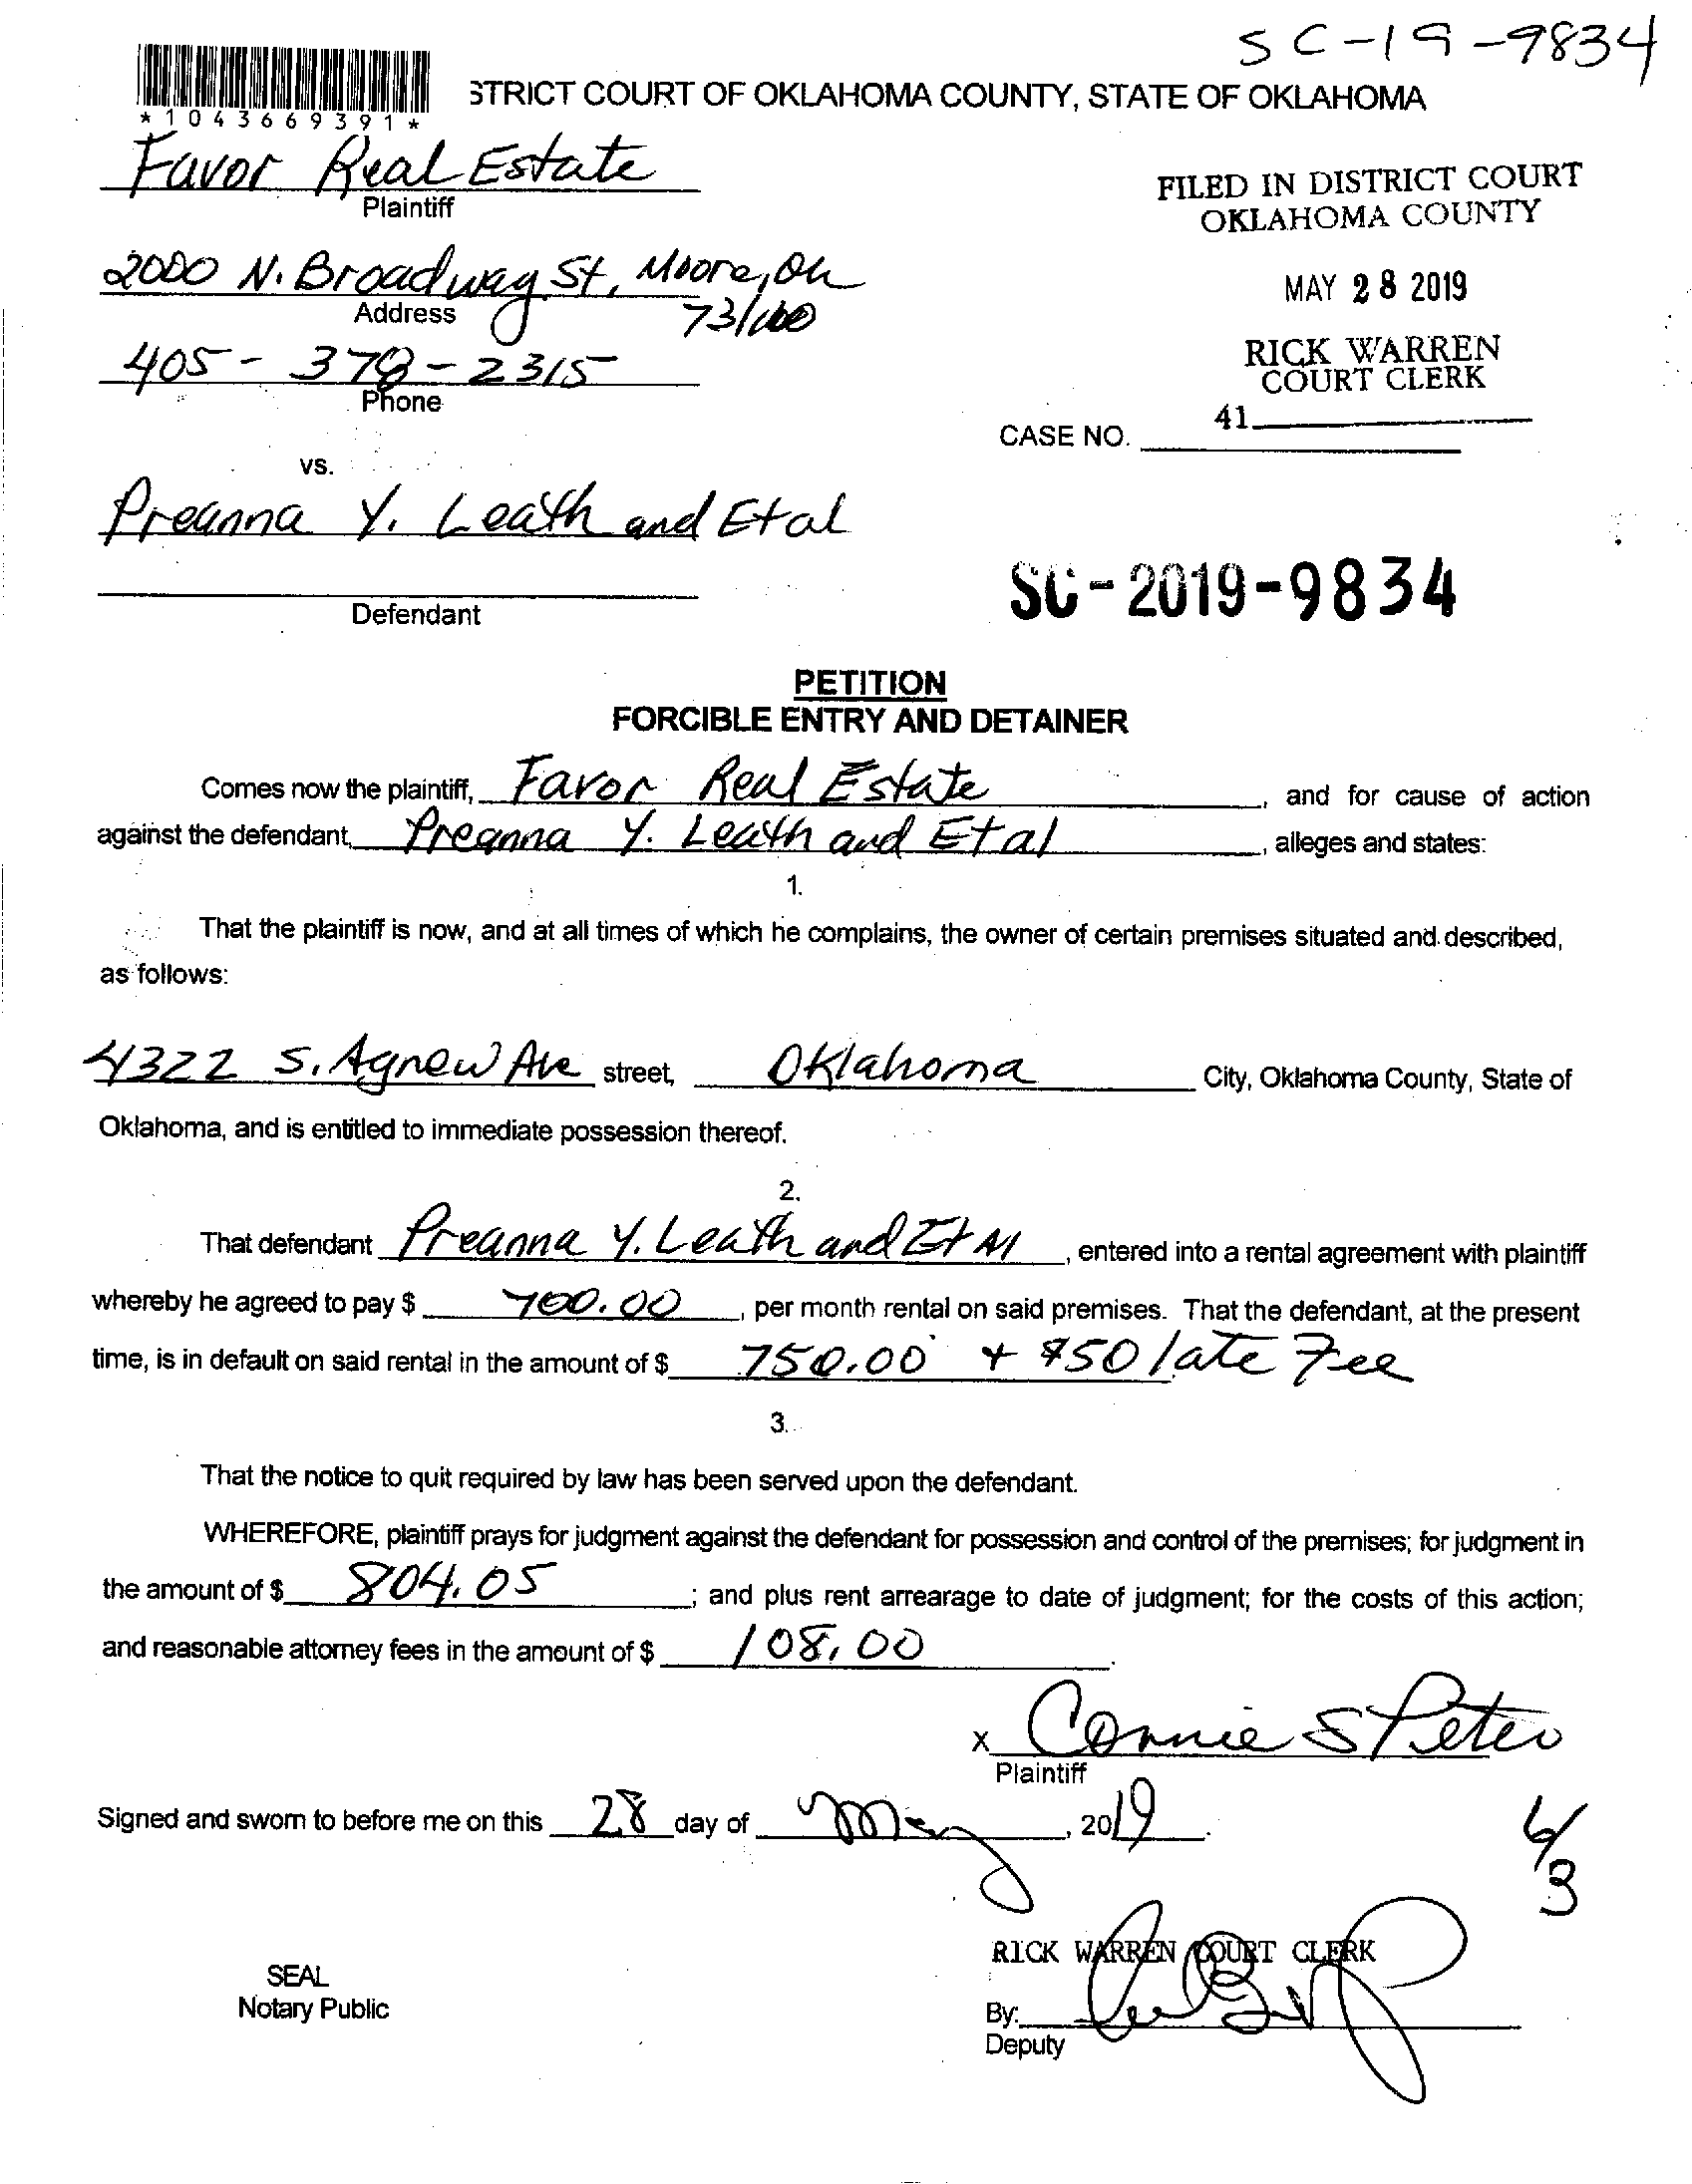 SC-19-9834
STRICT COURT OF OKLAHOMA COUNTY, STATE OF OKLAHOMA
*1043669391*
Favor Real Estate
Plaintiff
FILED IN DISTRICT COURT
OKLAHOMA COUNTY
2000 N. Broadway St, Moore, Ok
Address
73160
MAY 28 2019
405-378-2315
Phone
RICK WARREN
COURT CLERK
41
CASE NO.
vs.
Preanna Y. Leath and Etal
SC-2019-9834
Defendant
PETITION
FORCIBLE ENTRY AND DETAINER
Comes now the plaintiff, Favor Real Estate, and for cause of action
against the defendant, Preanna Y. Leath and Etal, alleges and states:
1.
That the plaintiff is now, and at all times of which he complains, the owner of certain premises situated and described,
as follows:
4322 S. Agnew Ave street, Oklahoma City, Oklahoma County, State of
Oklahoma, and is entitled to immediate possession thereof.
2.
That defendant Preanna Y. Leath and Et Al, entered into a rental agreement with plaintiff
whereby he agreed to pay $ 700.00, per month rental on said premises. That the defendant, at the present
time, is in default on said rental in the amount of $ 750.00 + $50 late Fee
3.
That the notice to quit required by law has been served upon the defendant.
WHEREFORE, plaintiff prays for judgment against the defendant for possession and control of the premises; for judgment in
the amount of $ 804.05; and plus rent arrearage to date of judgment; for the costs of this action;
and reasonable attorney fees in the amount of $ 108.00.
x Connie S Peter
Plaintiff
Signed and sworn to before me on this 28 day of May, 2019.
6/3
RICK WARREN COURT CLERK
SEAL
Notary Public
By:
Deputy